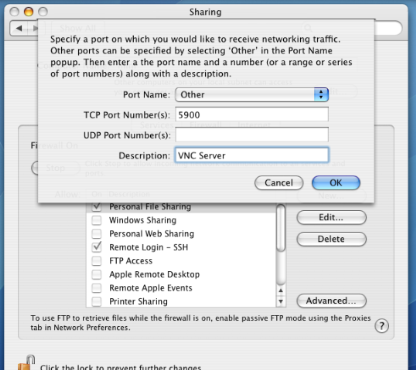 Sharing
Specify a port on which you would like to receive networking traffic.
Other ports can be specified by selecting 'Other' in the Port Name
popup. Then enter a the port name and a number (or a range or series
of port numbers) along with a description.
Port Name: Other
TCP Port Number(s): 5900
UDP Port Number(s):
Description: VNC Server
Cancel OK
Personal File Sharing
Windows Sharing
Edit...
Personal Web Sharing
Remote Login - SSH
Delete
FTP Access
Apple Remote Desktop
Remote Apple Events
Printer Sharing
Advanced...
To use FTP to retrieve files while the firewall is on, enable passive FTP mode using the Proxies
tab in Network Preferences.
?
Click the lock to prevent further changes.